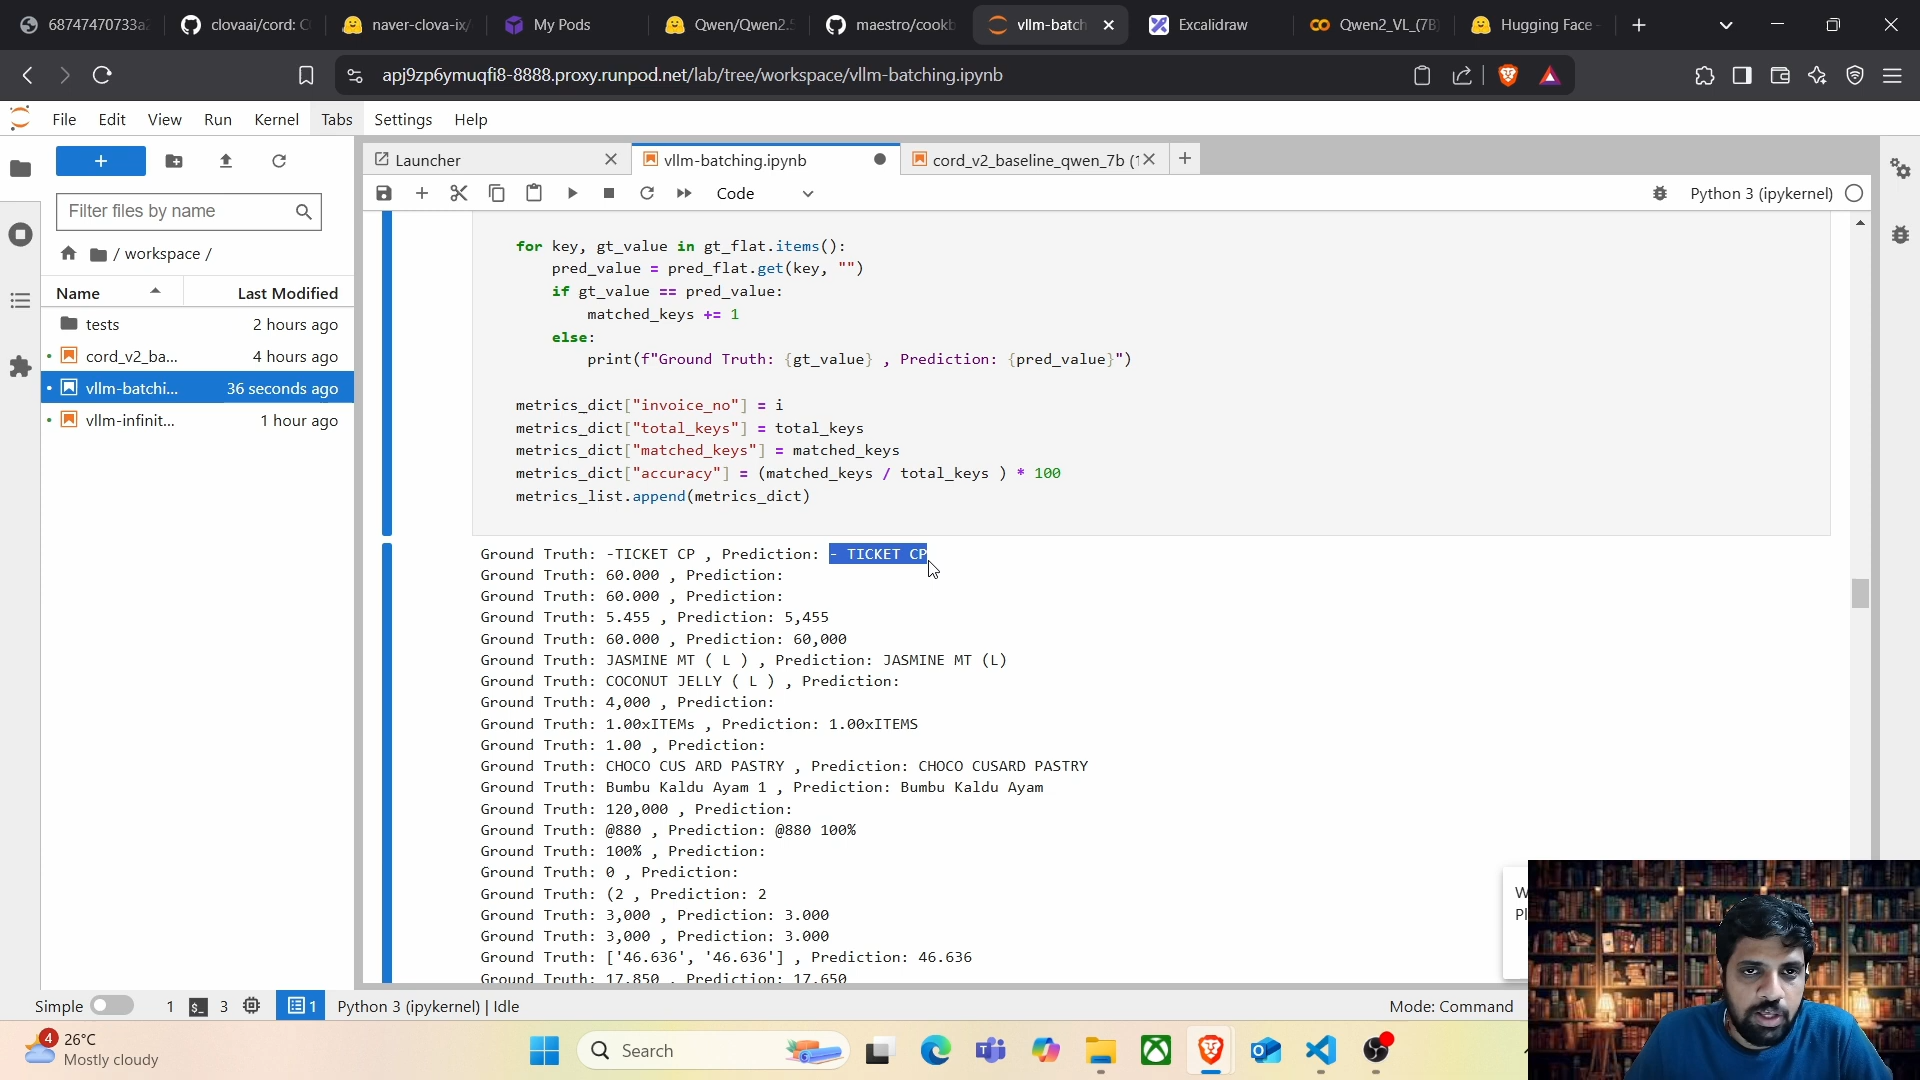 68747470733a2
clovaai/cord: C
naver-clova-ix/
My Pods
Qwen/Qwen2.5
maestro/cookb
vllm-batch
Excalidraw
Qwen2_VL_(7B)
Hugging Face -
apj9zp6ymuqfi8-8888.proxy.runpod.net/lab/tree/workspace/vllm-batching.ipynb
File Edit View Run Kernel Tabs Settings Help
Launcher
vllm-batching.ipynb
cord_v2_baseline_qwen_7b (1
Filter files by name
Code
Python 3 (ipykernel)
/ workspace /
Name Last Modified
tests 2 hours ago
cord_v2_ba... 4 hours ago
vllm-batchi... 36 seconds ago
vllm-infinit... 1 hour ago
for key, gt_value in gt_flat.items():
pred_value = pred_flat.get(key, "")
if gt_value == pred_value:
matched_keys += 1
else:
print(f"Ground Truth: {gt_value} , Prediction: {pred_value}")
metrics_dict["invoice_no"] = i
metrics_dict["total_keys"] = total_keys
metrics_dict["matched_keys"] = matched_keys
metrics_dict["accuracy"] = (matched_keys / total_keys ) * 100
metrics_list.append(metrics_dict)
Ground Truth: -TICKET CP , Prediction: - TICKET CP
Ground Truth: 60.000 , Prediction:
Ground Truth: 60.000 , Prediction:
Ground Truth: 5.455 , Prediction: 5,455
Ground Truth: 60.000 , Prediction: 60,000
Ground Truth: JASMINE MT ( L ) , Prediction: JASMINE MT (L)
Ground Truth: COCONUT JELLY ( L ) , Prediction:
Ground Truth: 4,000 , Prediction:
Ground Truth: 1.00xITEMs , Prediction: 1.00xITEMS
Ground Truth: 1.00 , Prediction:
Ground Truth: CHOCO CUS ARD PASTRY , Prediction: CHOCO CUSARD PASTRY
Ground Truth: Bumbu Kaldu Ayam 1 , Prediction: Bumbu Kaldu Ayam
Ground Truth: 120,000 , Prediction:
Ground Truth: @880 , Prediction: @880 100%
Ground Truth: 100% , Prediction:
Ground Truth: 0 , Prediction:
Ground Truth: (2 , Prediction: 2
Ground Truth: 3,000 , Prediction: 3.000
Ground Truth: 3,000 , Prediction: 3.000
Ground Truth: ['46.636', '46.636'] , Prediction: 46.636
Ground Truth: 17.850 , Prediction: 17.650
Simple 1 $_ 3 1 Python 3 (ipykernel) | Idle Mode: Command
4 26°C
Mostly cloudy
Search